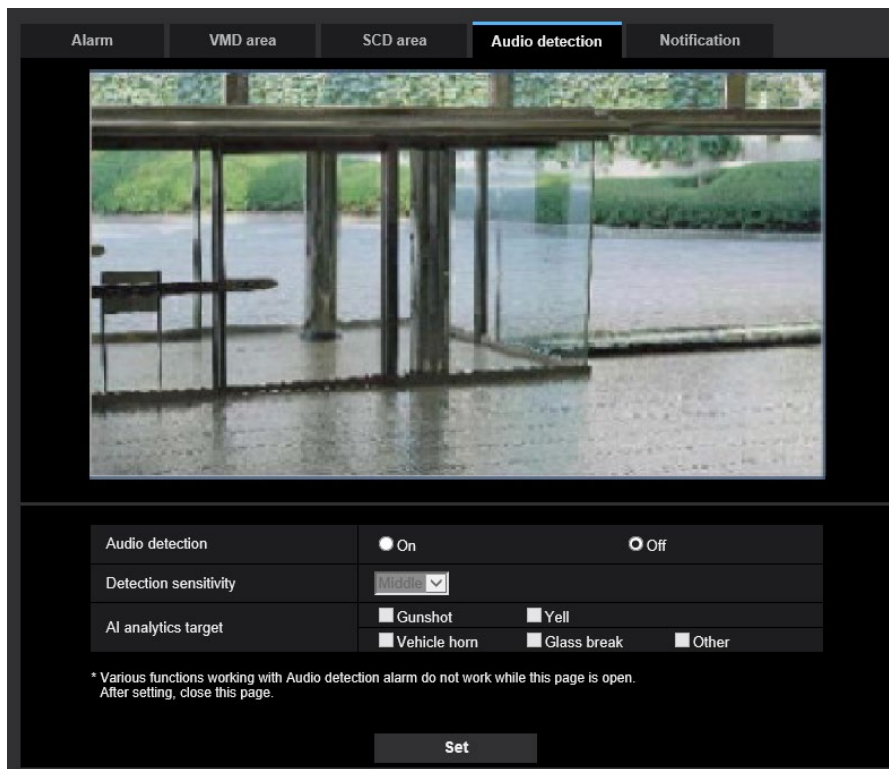 Alarm VMD area SCD area Audio detection Notification
Audio detection On Off
Detection sensitivity Middle
AI analytics target
Gunshot Yell
Vehicle horn Glass break Other
* Various functions working with Audio detection alarm do not work while this page is open.
After setting, close this page.
Set